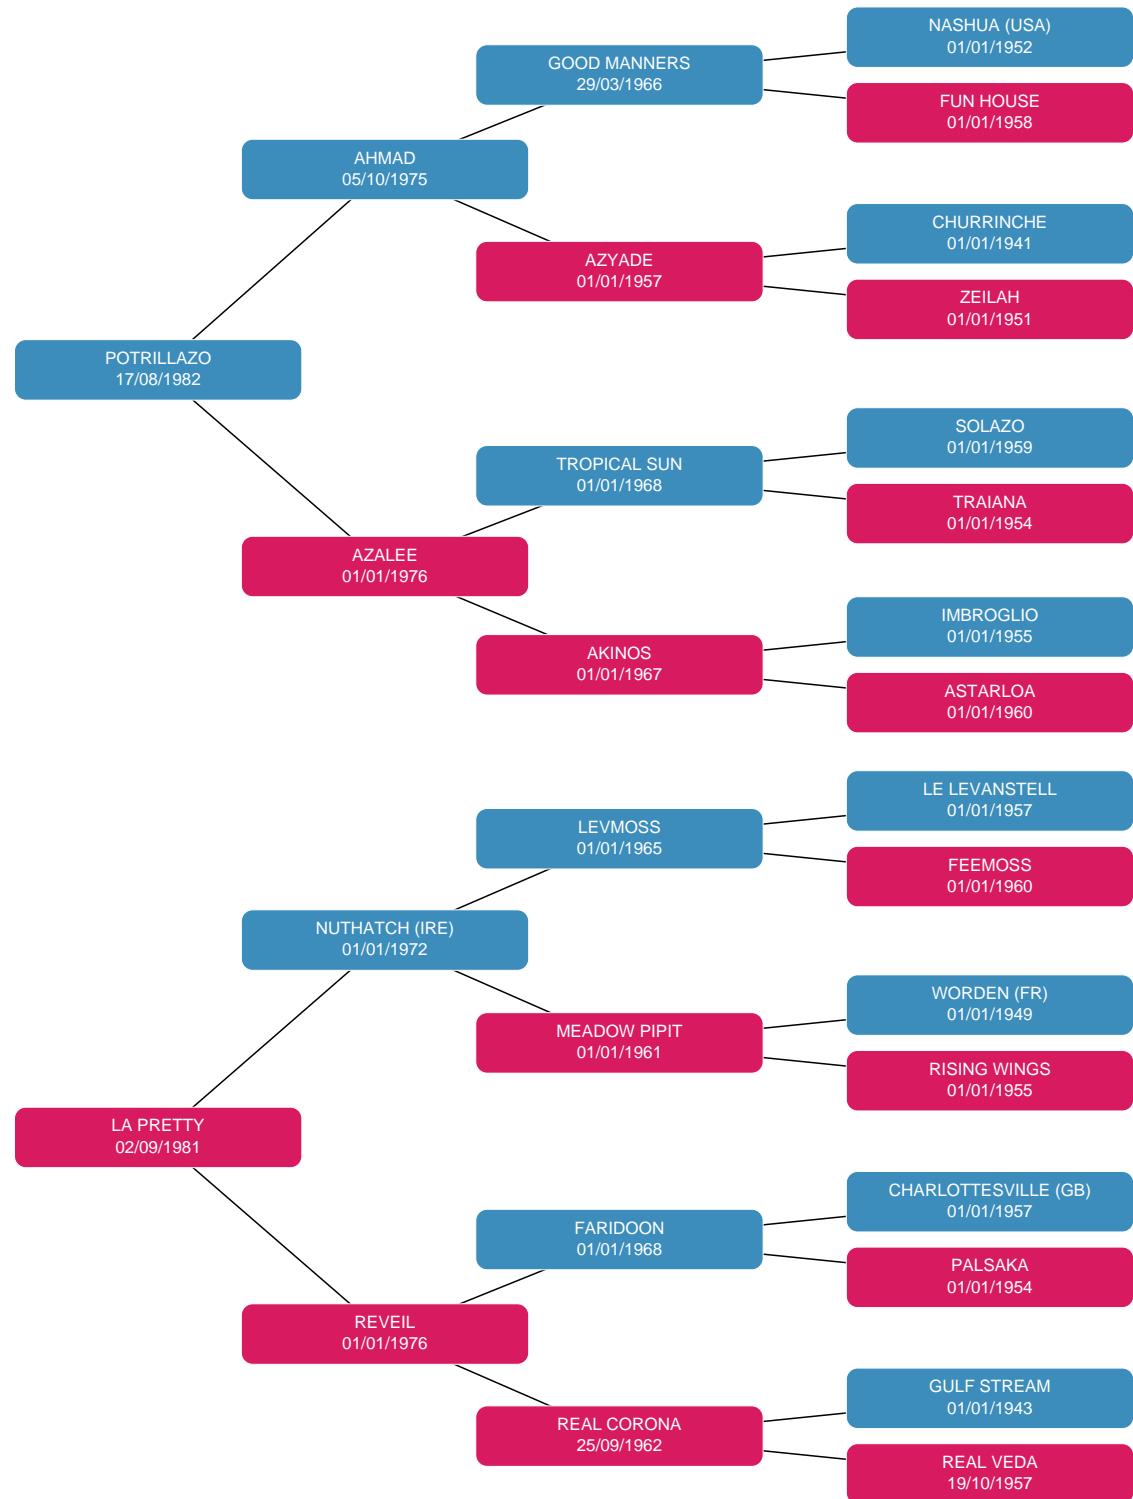 NASHUA (USA)
01/01/1952
GOOD MANNERS
29/03/1966
FUN HOUSE
01/01/1958
AHMAD
05/10/1975
CHURRINCHE
01/01/1941
AZYADE
01/01/1957
ZEILAH
01/01/1951
POTRILLAZO
17/08/1982
SOLAZO
01/01/1959
TROPICAL SUN
01/01/1968
TRAIANA
01/01/1954
AZALEE
01/01/1976
IMBROGLIO
01/01/1955
AKINOS
01/01/1967
ASTARLOA
01/01/1960
LE LEVANSTELL
01/01/1957
LEVMOSS
01/01/1965
FEEMOSS
01/01/1960
NUTHATCH (IRE)
01/01/1972
WORDEN (FR)
01/01/1949
MEADOW PIPIT
01/01/1961
RISING WINGS
01/01/1955
LA PRETTY
02/09/1981
CHARLOTTESVILLE (GB)
01/01/1957
FARIDOON
01/01/1968
PALSAKA
01/01/1954
REVEIL
01/01/1976
GULF STREAM
01/01/1943
REAL CORONA
25/09/1962
REAL VEDA
19/10/1957